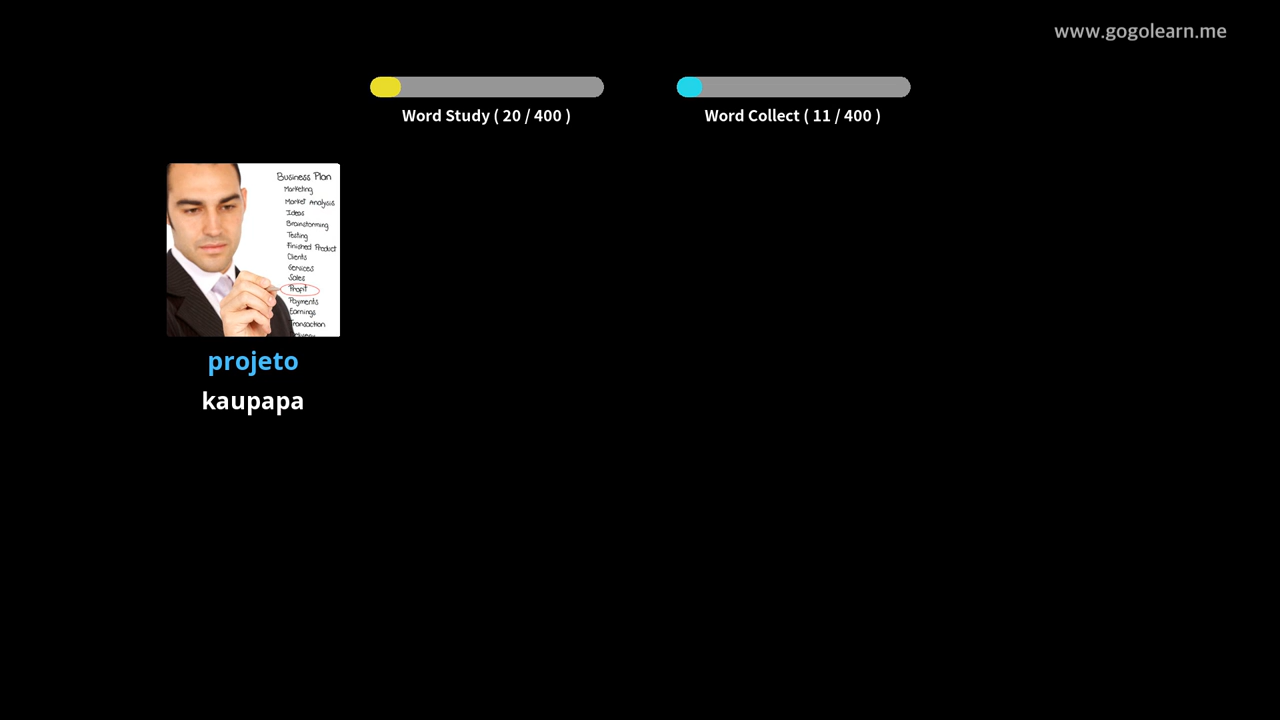 www.gogolearn.me
Word Study ( 20 / 400 )
Word Collect ( 11 / 400 )
Business Plan
Marketing
Market Analysis
Ideas
Brainstorming
Testing
Finished Product
Clients
Services
Sales
Profit
Payments
Earnings
Transaction
projeto
kaupapa